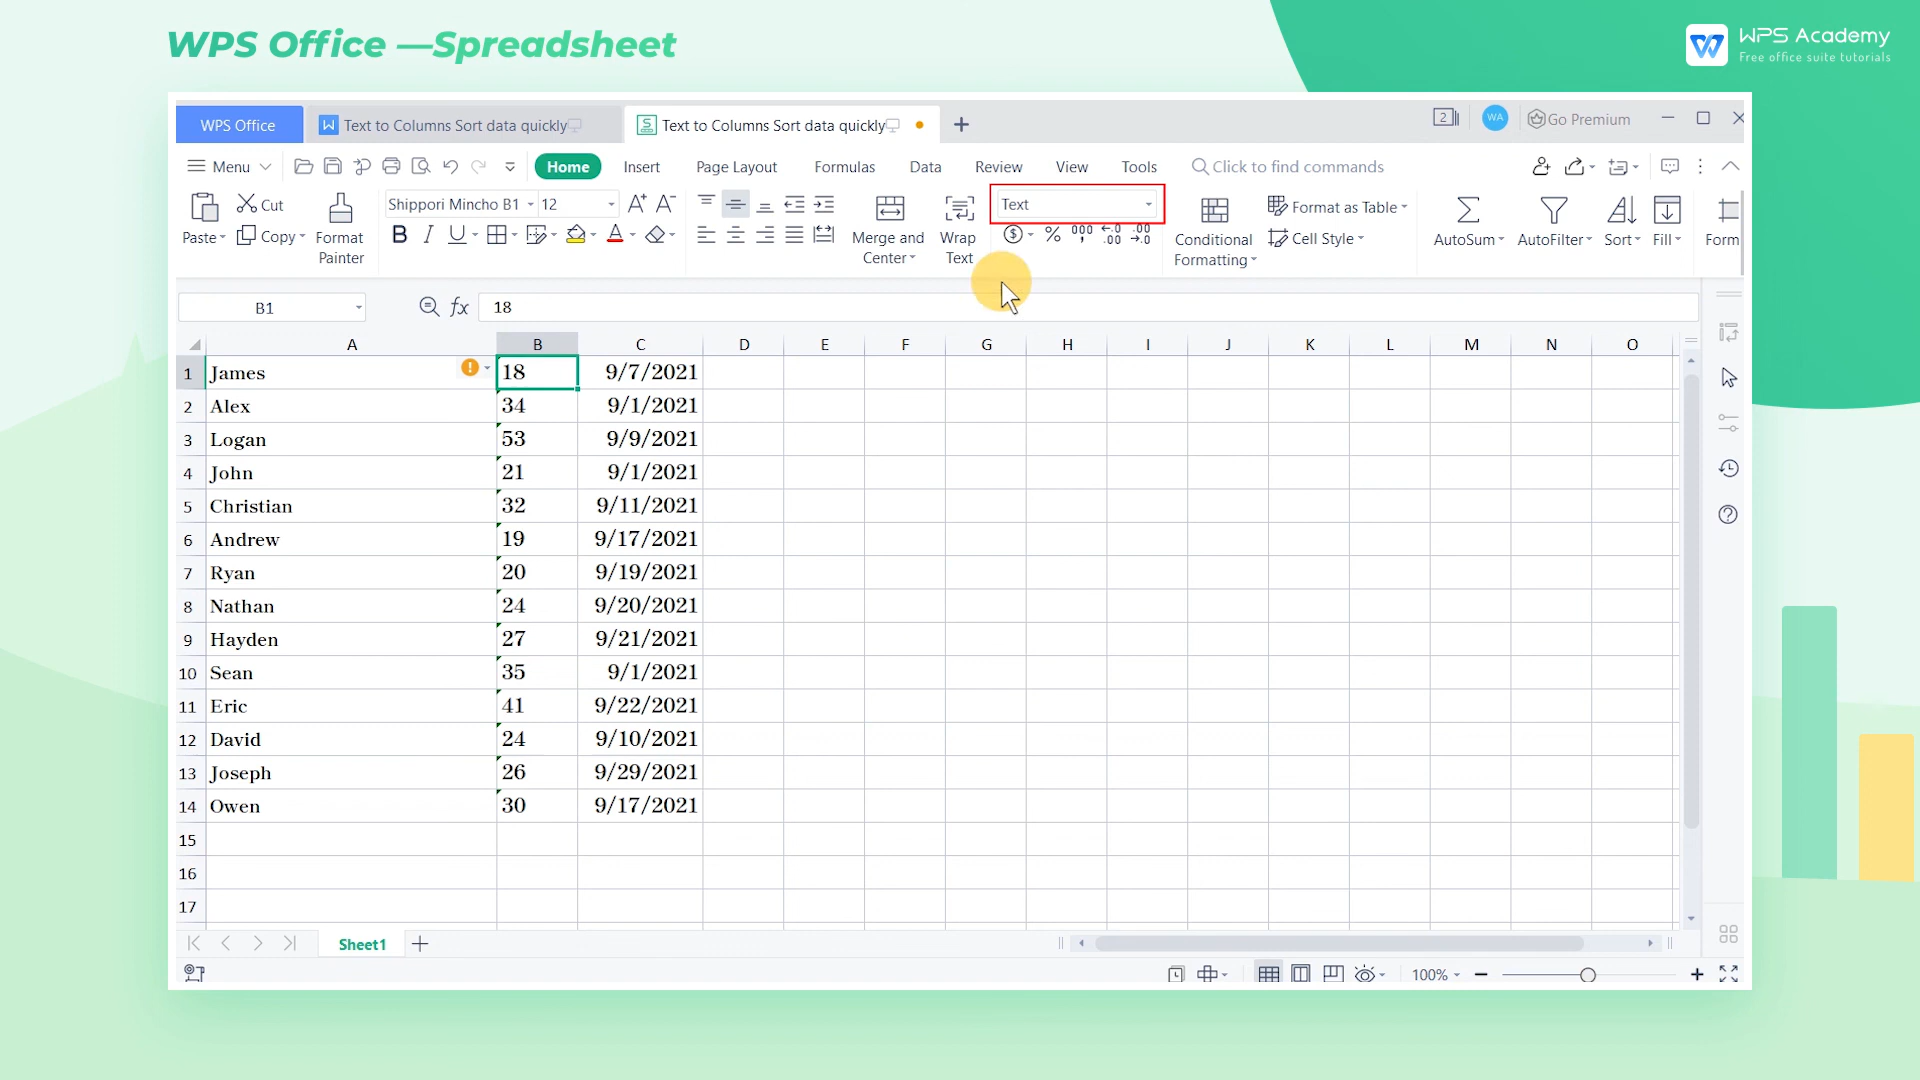 WPS Office —Spreadsheet
WPS Academy
Free office suite tutorials
WPS Office
Text to Columns Sort data quickly
Text to Columns Sort data quickly
2
WA
Go Premium
Menu
Home
Insert
Page Layout
Formulas
Data
Review
View
Tools
Click to find commands
Paste
Cut
Copy
Format
Painter
Shippori Mincho B1
12
Merge and
Center
Wrap
Text
Text
Conditional
Formatting
Format as Table
Cell Style
AutoSum
AutoFilter
Sort
Fill
Form
B1
fx
18
A B C D E F G H I J K L M N O
1 James 18 9/7/2021
2 Alex 34 9/1/2021
3 Logan 53 9/9/2021
4 John 21 9/1/2021
5 Christian 32 9/11/2021
6 Andrew 19 9/17/2021
7 Ryan 20 9/19/2021
8 Nathan 24 9/20/2021
9 Hayden 27 9/21/2021
10 Sean 35 9/1/2021
11 Eric 41 9/22/2021
12 David 24 9/10/2021
13 Joseph 26 9/29/2021
14 Owen 30 9/17/2021
15
16
17
Sheet1
100%